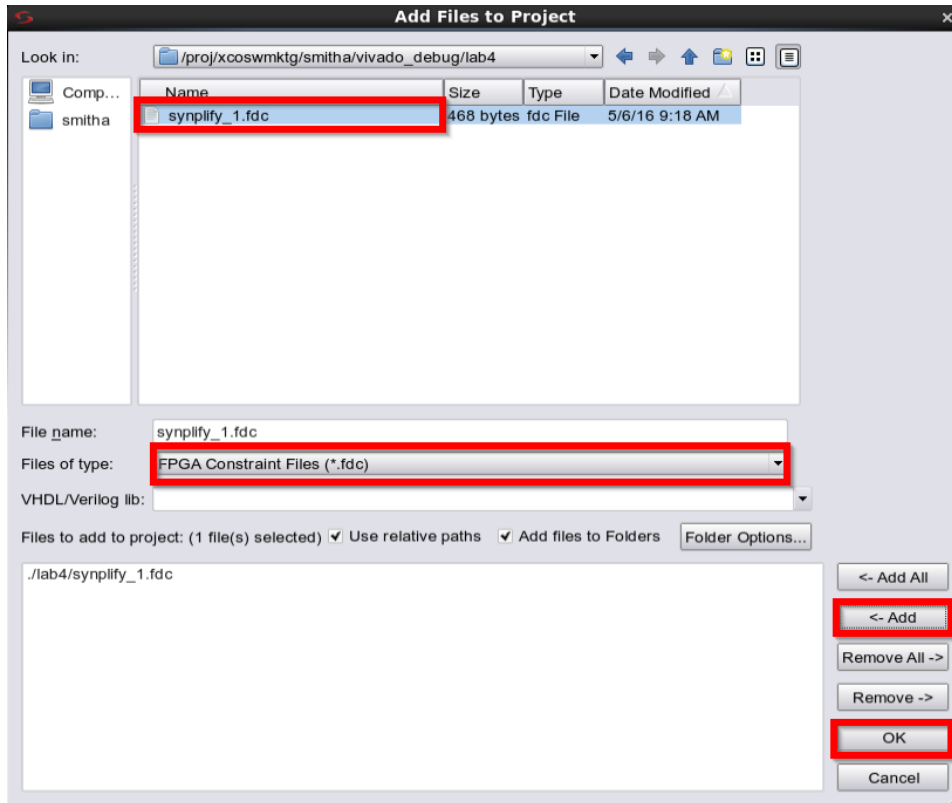 Add Files to Project
Look in: /proj/xcoswmktg/smitha/vivado_debug/lab4
Comp...
smitha
Name Size Type Date Modified
synplify_1.fdc 468 bytes fdc File 5/6/16 9:18 AM
File name: synplify_1.fdc
Files of type: FPGA Constraint Files (*.fdc)
VHDL/Verilog lib:
Files to add to project: (1 file(s) selected) Use relative paths Add files to Folders Folder Options...
./lab4/synplify_1.fdc
<- Add All
<- Add
Remove All ->
Remove ->
OK
Cancel